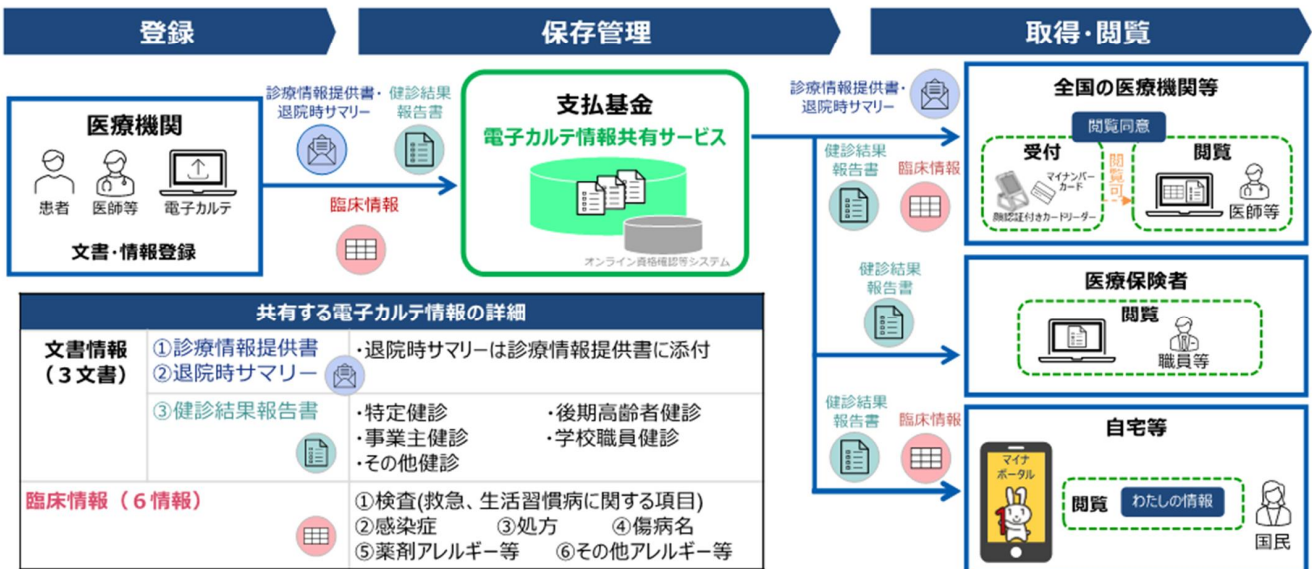 登録
保存管理
取得・閲覧
医療機関
患者
医師等
電子カルテ
文書・情報登録
診療情報提供書・
退院時サマリー
健診結果
報告書
臨床情報
支払基金
電子カルテ情報共有サービス
オンライン資格確認等システム
診療情報提供書・
退院時サマリー
健診結果
報告書
臨床情報
全国の医療機関等
閲覧同意
受付
マイナンバー
カード
顔認証付きカードリーダー
閲覧可
閲覧
医師等
健診結果
報告書
医療保険者
閲覧
職員等
健診結果
報告書
臨床情報
自宅等
マイナ
ポータル
閲覧
わたしの情報
国民
共有する電子カルテ情報の詳細
文書情報
（３文書）
①診療情報提供書
②退院時サマリー
・退院時サマリーは診療情報提供書に添付
③健診結果報告書
・特定健診
・後期高齢者健診
・事業主健診
・学校職員健診
・その他健診
臨床情報（６情報）
①検査(救急、生活習慣病に関する項目)
②感染症 ③処方 ④傷病名
⑤薬剤アレルギー等 ⑥その他アレルギー等